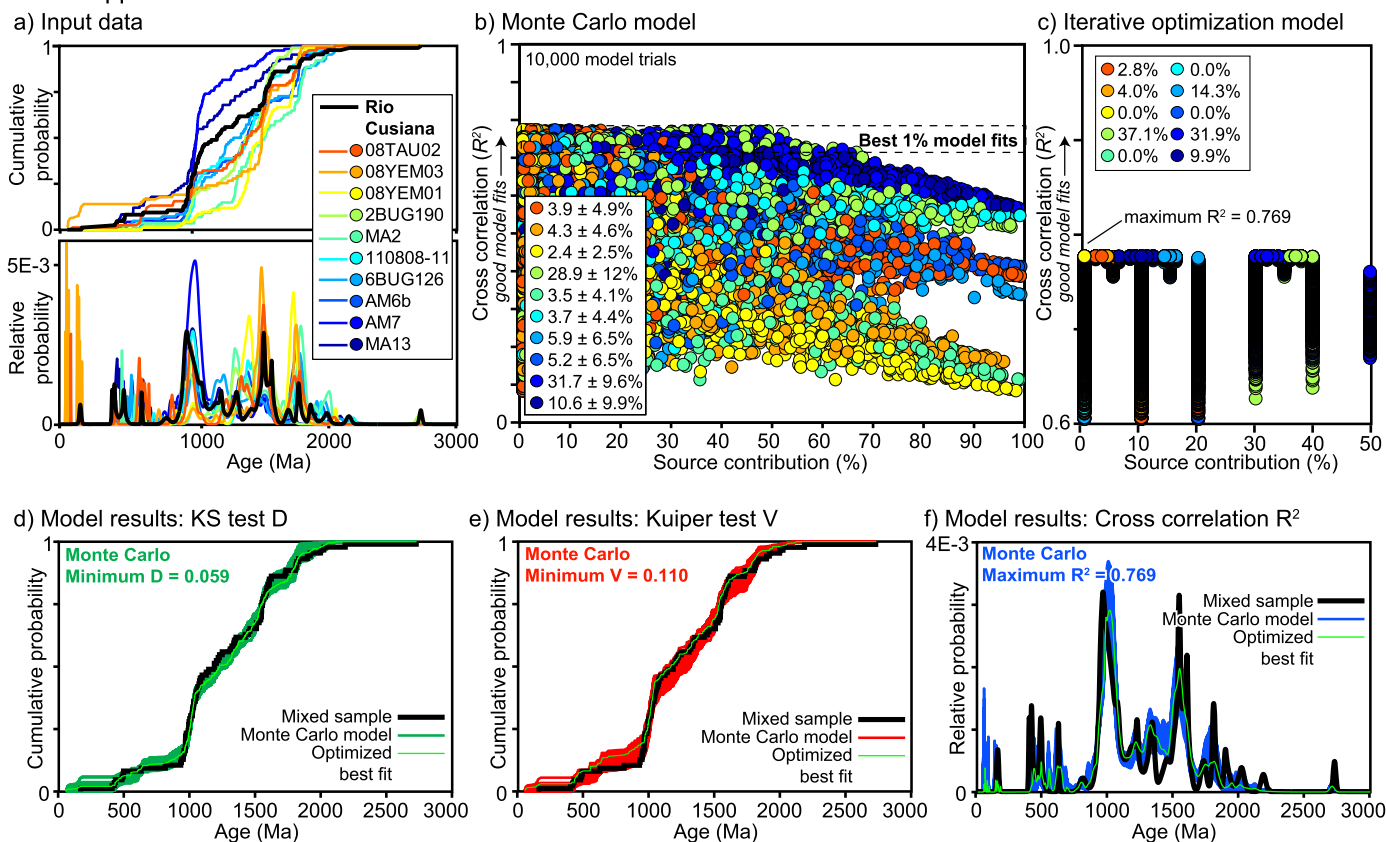 a) Input data
1
Cumulative
probability
0
Rio
Cusiana
08TAU02
08YEM03
08YEM01
2BUG190
MA2
110808-11
6BUG126
AM6b
AM7
MA13
5E-3
Relative
probability
0
0 1000 2000 3000
Age (Ma)
b) Monte Carlo model
1
10,000 model trials
Best 1% model fits
Cross correlation (R²)
good model fits
3.9 ± 4.9%
4.3 ± 4.6%
2.4 ± 2.5%
28.9 ± 12%
3.5 ± 4.1%
3.7 ± 4.4%
5.9 ± 6.5%
5.2 ± 6.5%
31.7 ± 9.6%
10.6 ± 9.9%
0
0 10 20 30 40 50 60 70 80 90 100
Source contribution (%)
c) Iterative optimization model
1.0
2.8% 0.0%
4.0% 14.3%
0.0% 0.0%
37.1% 31.9%
0.0% 9.9%
Cross correlation (R²)
good model fits
maximum R² = 0.769
0.6
0 10 20 30 40 50
Source contribution (%)
d) Model results: KS test D
1
Monte Carlo
Minimum D = 0.059
Cumulative probability
Mixed sample
Monte Carlo model
Optimized
best fit
0
0 500 1000 1500 2000 2500 3000
Age (Ma)
e) Model results: Kuiper test V
1
Monte Carlo
Minimum V = 0.110
Cumulative probability
Mixed sample
Monte Carlo model
Optimized
best fit
0
0 500 1000 1500 2000 2500 3000
Age (Ma)
f) Model results: Cross correlation R²
4E-3
Monte Carlo
Maximum R² = 0.769
Relative probability
Mixed sample
Monte Carlo model
Optimized
best fit
0
0 500 1000 1500 2000 2500 3000
Age (Ma)